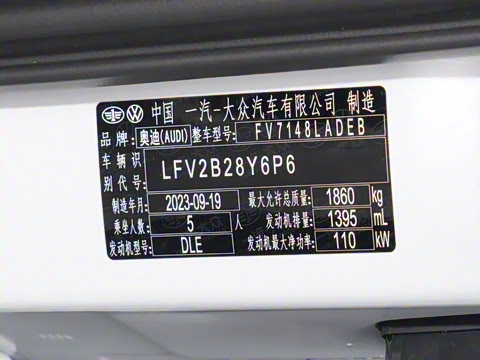 中国 一汽-大众汽车有限公司 制造
品牌: 奥迪(AUDI) 整车型号: FV7148LADEB
车辆识别代号: LFV2B28Y6P6
制造年月: 2023-09-19 最大允许总质量: 1860 kg
乘坐人数: 5 人 发动机排量: 1395 mL
发动机型号: DLE 发动机最大净功率: 110 kW